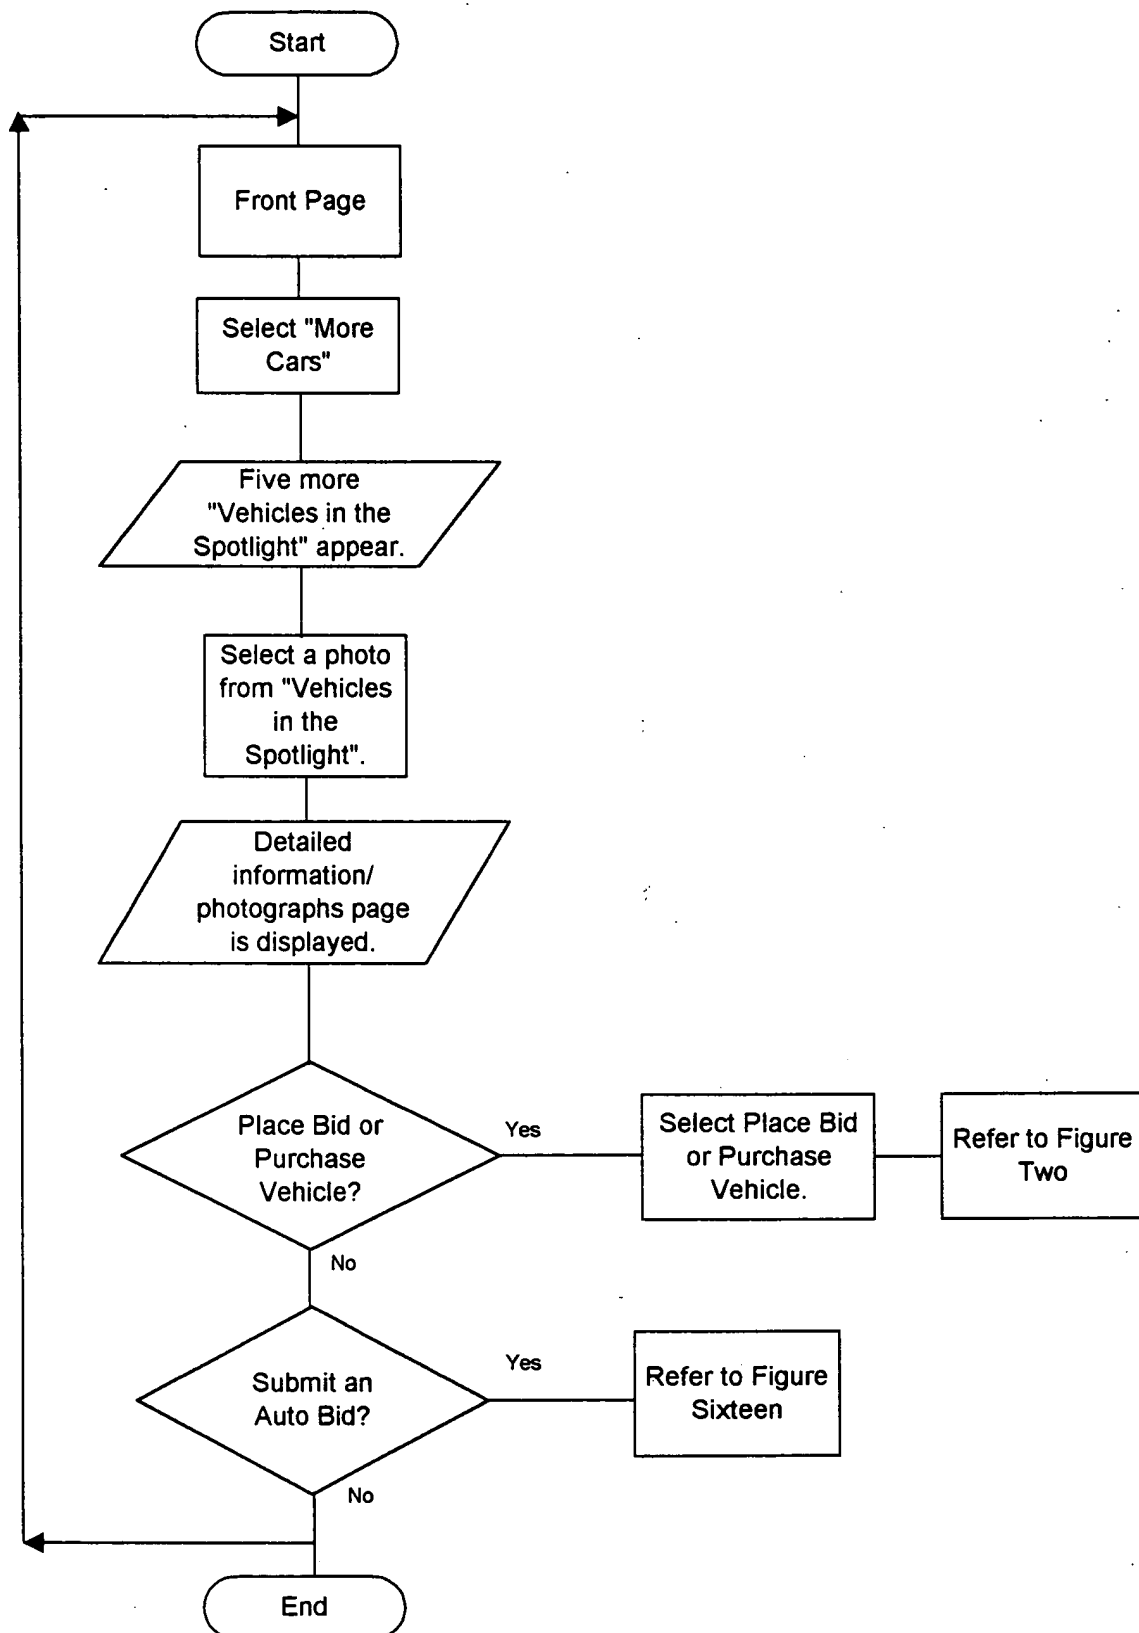 Start
Front Page
Select "More
Cars"
Five more
"Vehicles in the
Spotlight" appear.
Select a photo
from "Vehicles
in the
Spotlight".
Detailed
information/
photographs page
is displayed.
Place Bid or
Purchase
Vehicle?
Yes
Select Place Bid
or Purchase
Vehicle.
Refer to Figure
Two
No
Submit an
Auto Bid?
Yes
Refer to Figure
Sixteen
No
End